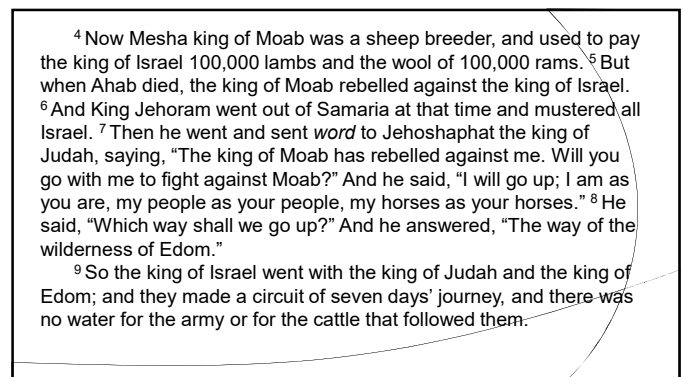 4 Now Mesha king of Moab was a sheep breeder, and used to pay
the king of Israel 100,000 lambs and the wool of 100,000 rams. 5 But
when Ahab died, the king of Moab rebelled against the king of Israel.
6 And King Jehoram went out of Samaria at that time and mustered all
Israel. 7 Then he went and sent word to Jehoshaphat the king of
Judah, saying, “The king of Moab has rebelled against me. Will you
go with me to fight against Moab?” And he said, “I will go up; I am as
you are, my people as your people, my horses as your horses.” 8 He
said, “Which way shall we go up?” And he answered, “The way of the
wilderness of Edom.”
9 So the king of Israel went with the king of Judah and the king of
Edom; and they made a circuit of seven days’ journey, and there was
no water for the army or for the cattle that followed them.